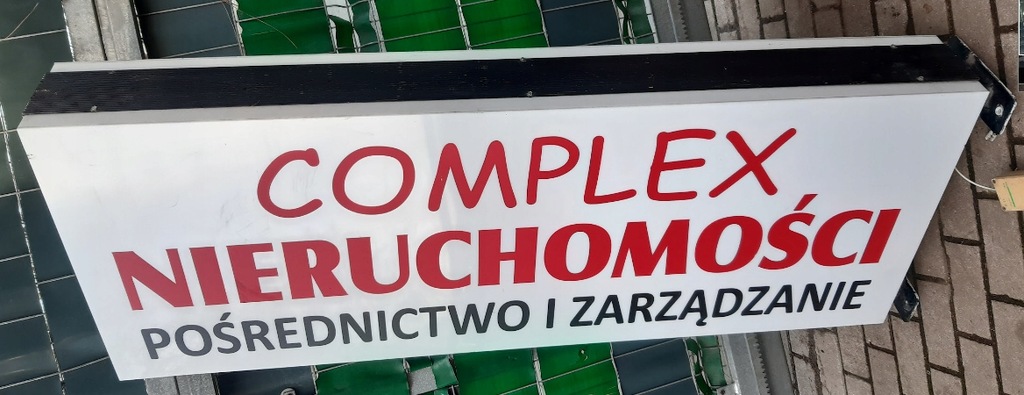 COMPLEX
NIERUCHOMOŚCI
POŚREDNICTWO I ZARZĄDZANIE